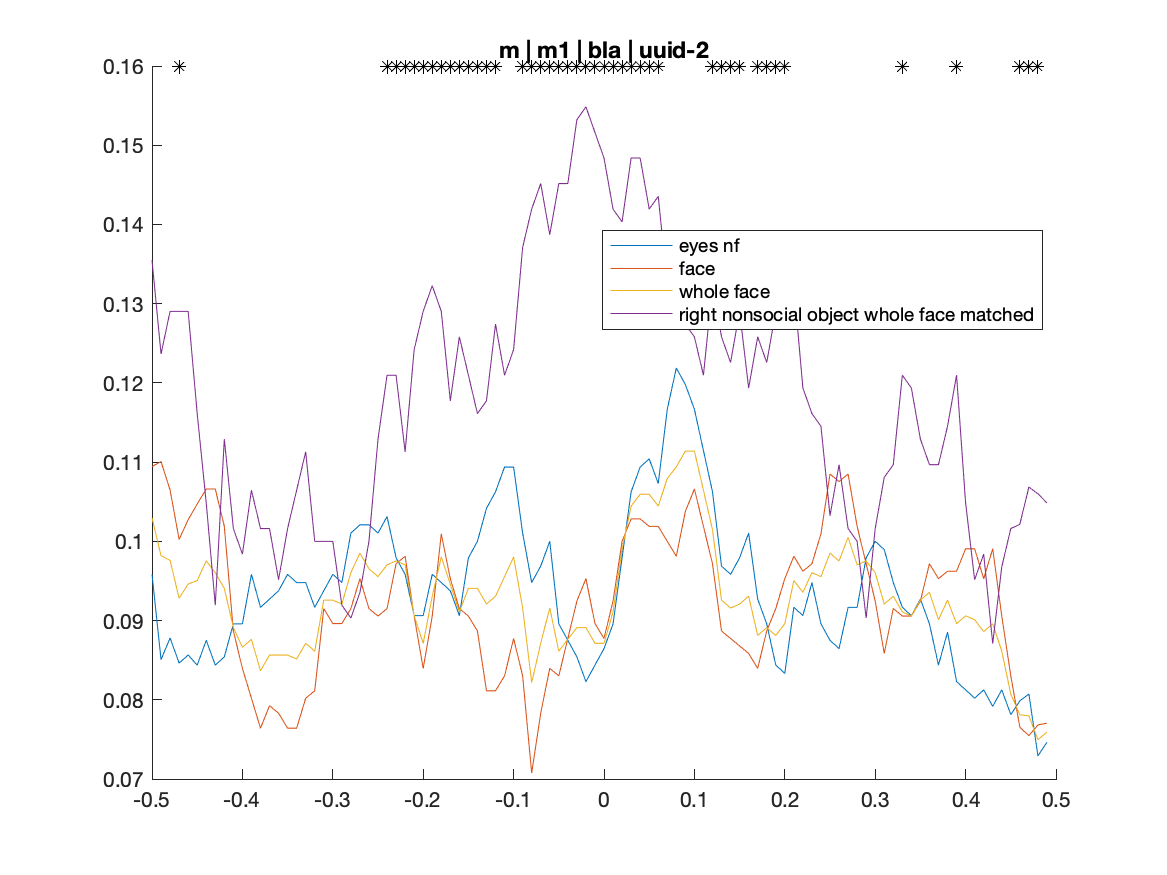 m | m1 | bla | uuid-2
0.16
0.15
0.14
0.13
0.12
0.11
0.1
0.09
0.08
0.07
eyes nf
face
whole face
right nonsocial object whole face matched
-0.5 -0.4 -0.3 -0.2 -0.1 0 0.1 0.2 0.3 0.4 0.5